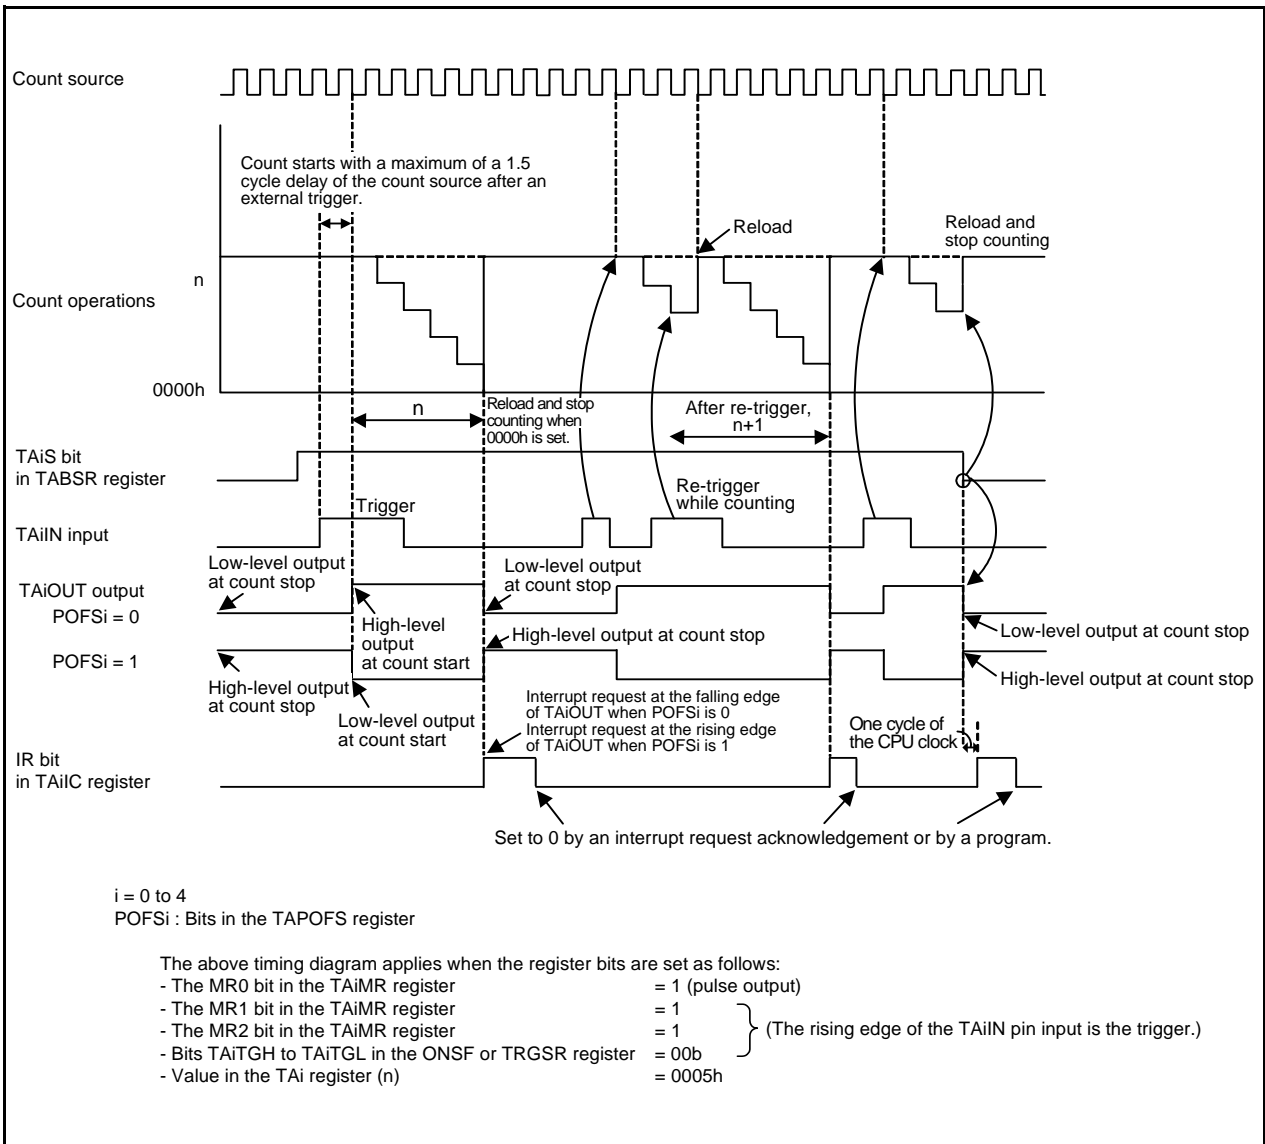 Count source
Count starts with a maximum of a 1.5
cycle delay of the count source after an
external trigger.
Reload
Reload and
stop counting
n
Count operations
0000h
n
Reload and stop
counting when
0000h is set.
After re-trigger,
n+1
TAiS bit
in TABSR register
Re-trigger
while counting
Trigger
TAiIN input
Low-level output
at count stop
Low-level output
at count stop
TAiOUT output
POFSi = 0
High-level
output
at count start
High-level output at count stop
Low-level output at count stop
POFSi = 1
High-level output
at count stop
High-level output at count stop
Low-level output
at count start
Interrupt request at the falling edge
of TAiOUT when POFSi is 0
Interrupt request at the rising edge
of TAiOUT when POFSi is 1
One cycle of
the CPU clock
IR bit
in TAiIC register
Set to 0 by an interrupt request acknowledgement or by a program.
i = 0 to 4
POFSi : Bits in the TAPOFS register
The above timing diagram applies when the register bits are set as follows:
- The MR0 bit in the TAiMR register = 1 (pulse output)
- The MR1 bit in the TAiMR register = 1
- The MR2 bit in the TAiMR register = 1
(The rising edge of the TAiIN pin input is the trigger.)
- Bits TAiTGH to TAiTGL in the ONSF or TRGSR register = 00b
- Value in the TAi register (n) = 0005h